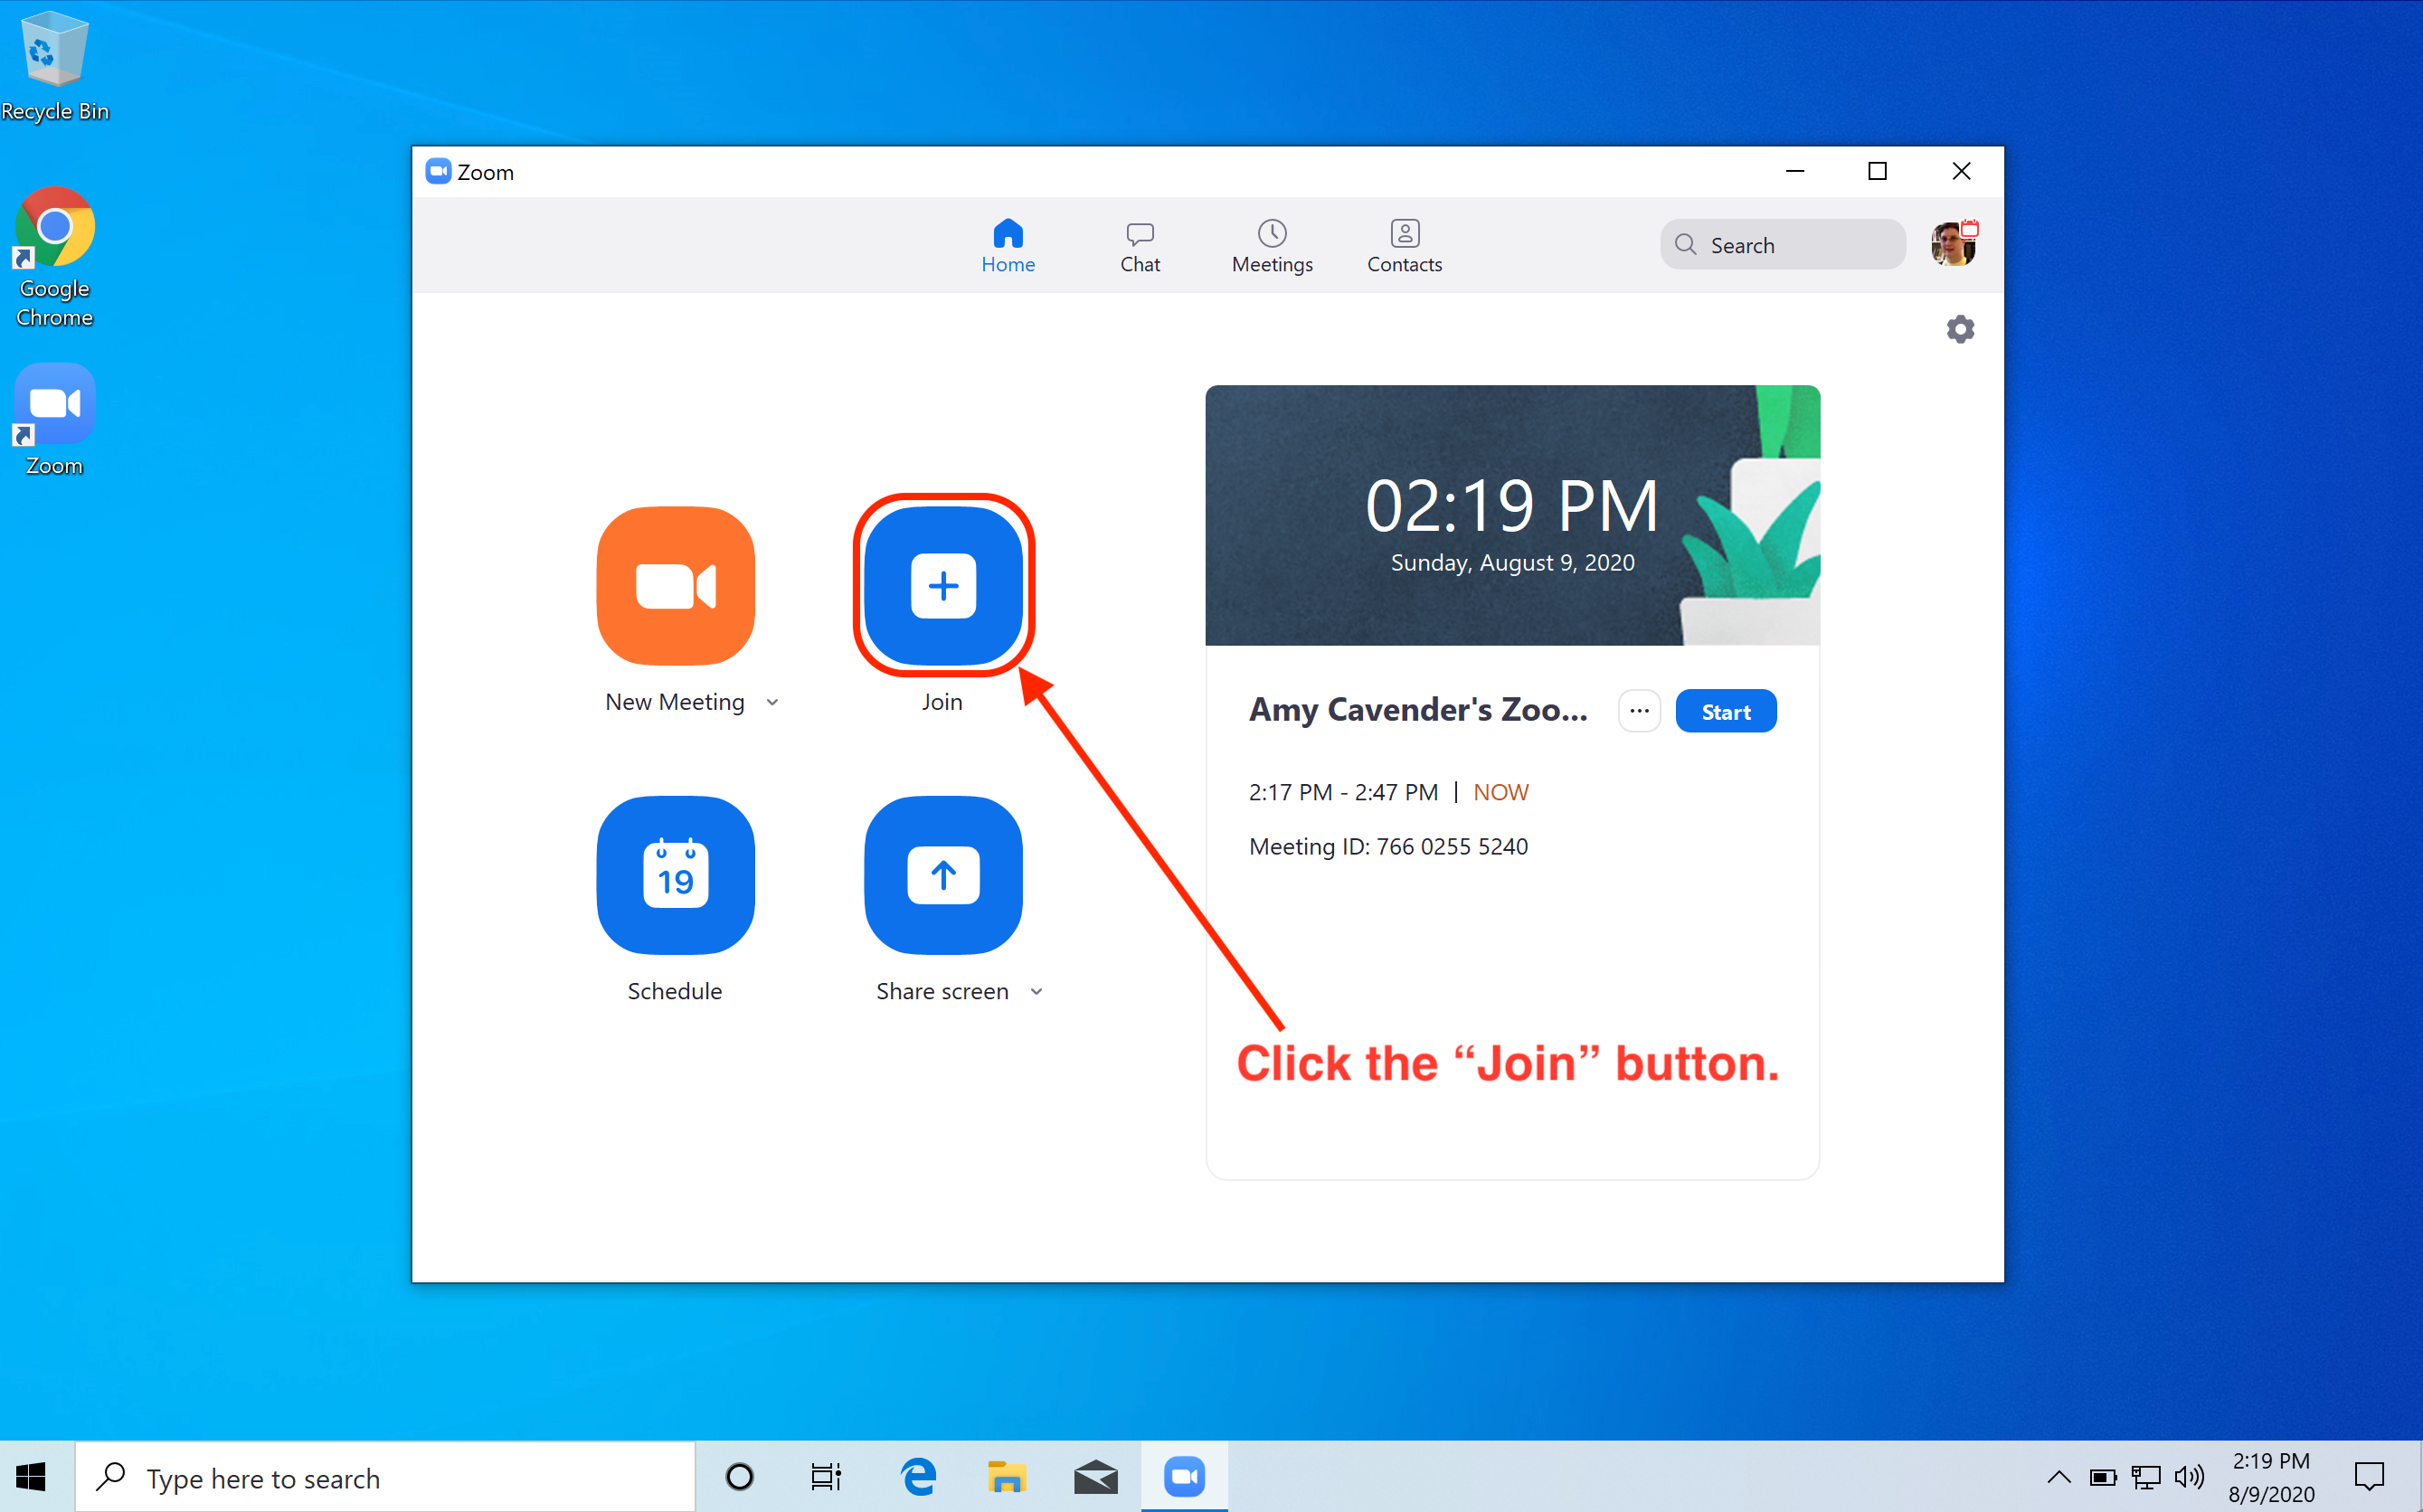 Recycle Bin
Google
Chrome
Zoom
Zoom
Home
Chat
Meetings
Contacts
Search
02:19 PM
Sunday, August 9, 2020
New Meeting
Join
Amy Cavender's Zoo...
Start
2:17 PM - 2:47 PM | NOW
Meeting ID: 766 0255 5240
19
Schedule
Share screen
Click the “Join” button.
Type here to search
2:19 PM
8/9/2020